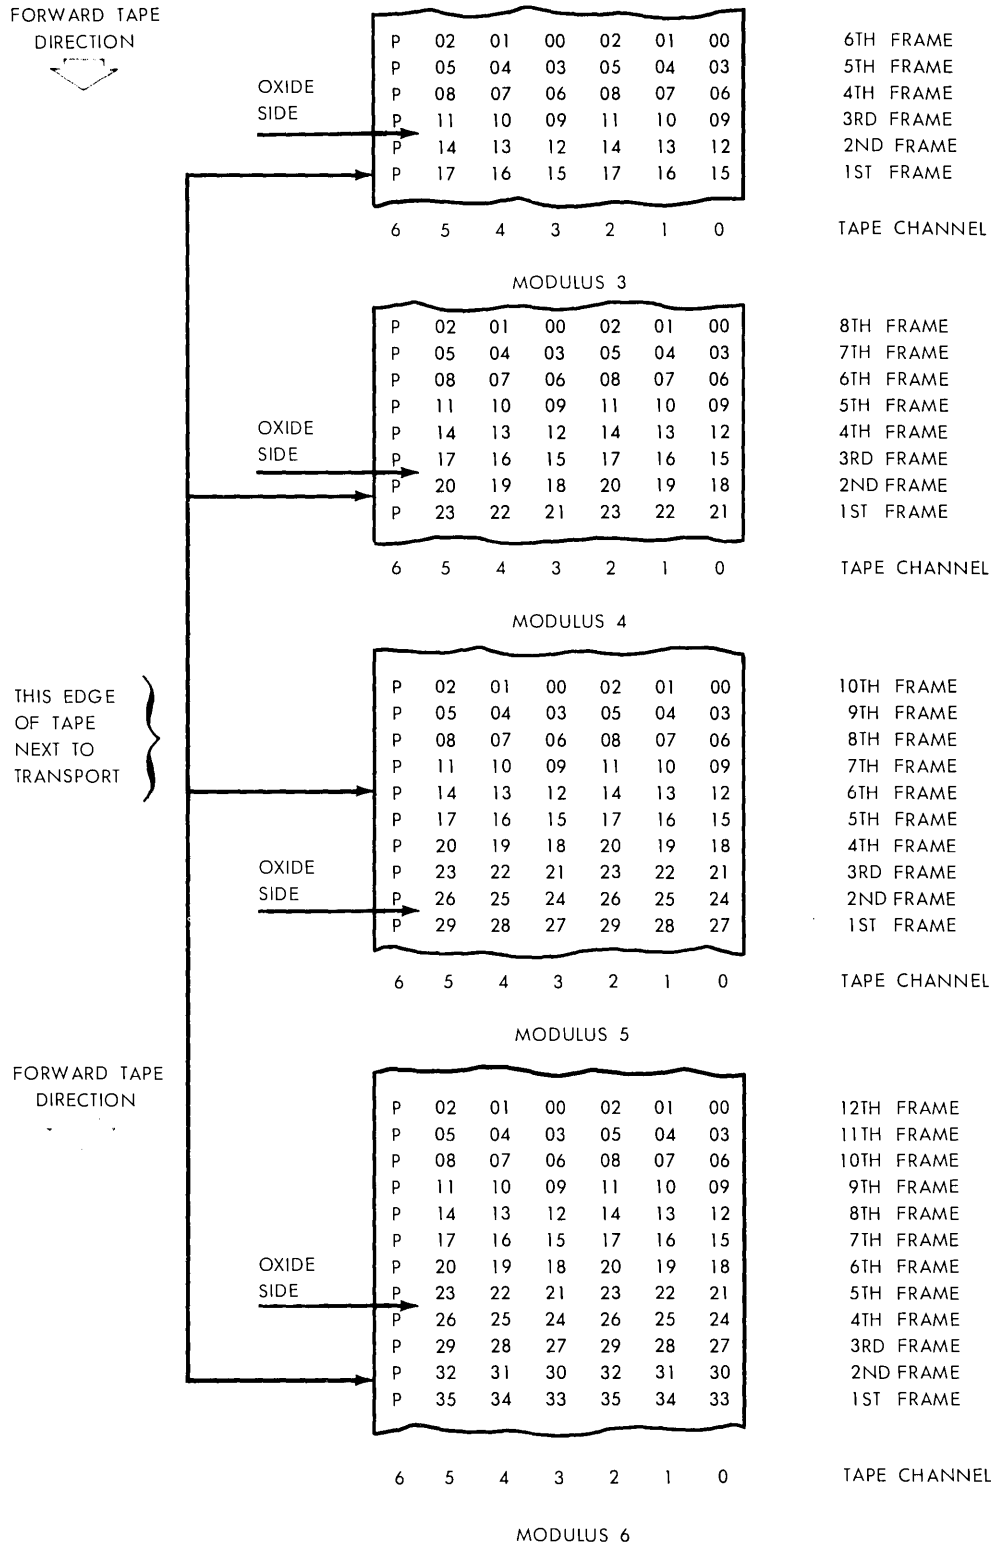 FORWARD TAPE
DIRECTION
OXIDE
SIDE
P 02 01 00 02 01 00 6TH FRAME
P 05 04 03 05 04 03 5TH FRAME
P 08 07 06 08 07 06 4TH FRAME
P 11 10 09 11 10 09 3RD FRAME
P 14 13 12 14 13 12 2ND FRAME
P 17 16 15 17 16 15 1ST FRAME
6 5 4 3 2 1 0 TAPE CHANNEL
MODULUS 3
P 02 01 00 02 01 00 8TH FRAME
P 05 04 03 05 04 03 7TH FRAME
P 08 07 06 08 07 06 6TH FRAME
P 11 10 09 11 10 09 5TH FRAME
OXIDE
SIDE
P 14 13 12 14 13 12 4TH FRAME
P 17 16 15 17 16 15 3RD FRAME
P 20 19 18 20 19 18 2ND FRAME
P 23 22 21 23 22 21 1ST FRAME
6 5 4 3 2 1 0 TAPE CHANNEL
MODULUS 4
THIS EDGE
OF TAPE
NEXT TO
TRANSPORT
P 02 01 00 02 01 00 10TH FRAME
P 05 04 03 05 04 03 9TH FRAME
P 08 07 06 08 07 06 8TH FRAME
P 11 10 09 11 10 09 7TH FRAME
P 14 13 12 14 13 12 6TH FRAME
P 17 16 15 17 16 15 5TH FRAME
P 20 19 18 20 19 18 4TH FRAME
OXIDE
SIDE
P 23 22 21 23 22 21 3RD FRAME
P 26 25 24 26 25 24 2ND FRAME
P 29 28 27 29 28 27 1ST FRAME
6 5 4 3 2 1 0 TAPE CHANNEL
MODULUS 5
FORWARD TAPE
DIRECTION
P 02 01 00 02 01 00 12TH FRAME
P 05 04 03 05 04 03 11TH FRAME
P 08 07 06 08 07 06 10TH FRAME
P 11 10 09 11 10 09 9TH FRAME
P 14 13 12 14 13 12 8TH FRAME
P 17 16 15 17 16 15 7TH FRAME
OXIDE
SIDE
P 20 19 18 20 19 18 6TH FRAME
P 23 22 21 23 22 21 5TH FRAME
P 26 25 24 26 25 24 4TH FRAME
P 29 28 27 29 28 27 3RD FRAME
P 32 31 30 32 31 30 2ND FRAME
P 35 34 33 35 34 33 1ST FRAME
6 5 4 3 2 1 0 TAPE CHANNEL
MODULUS 6